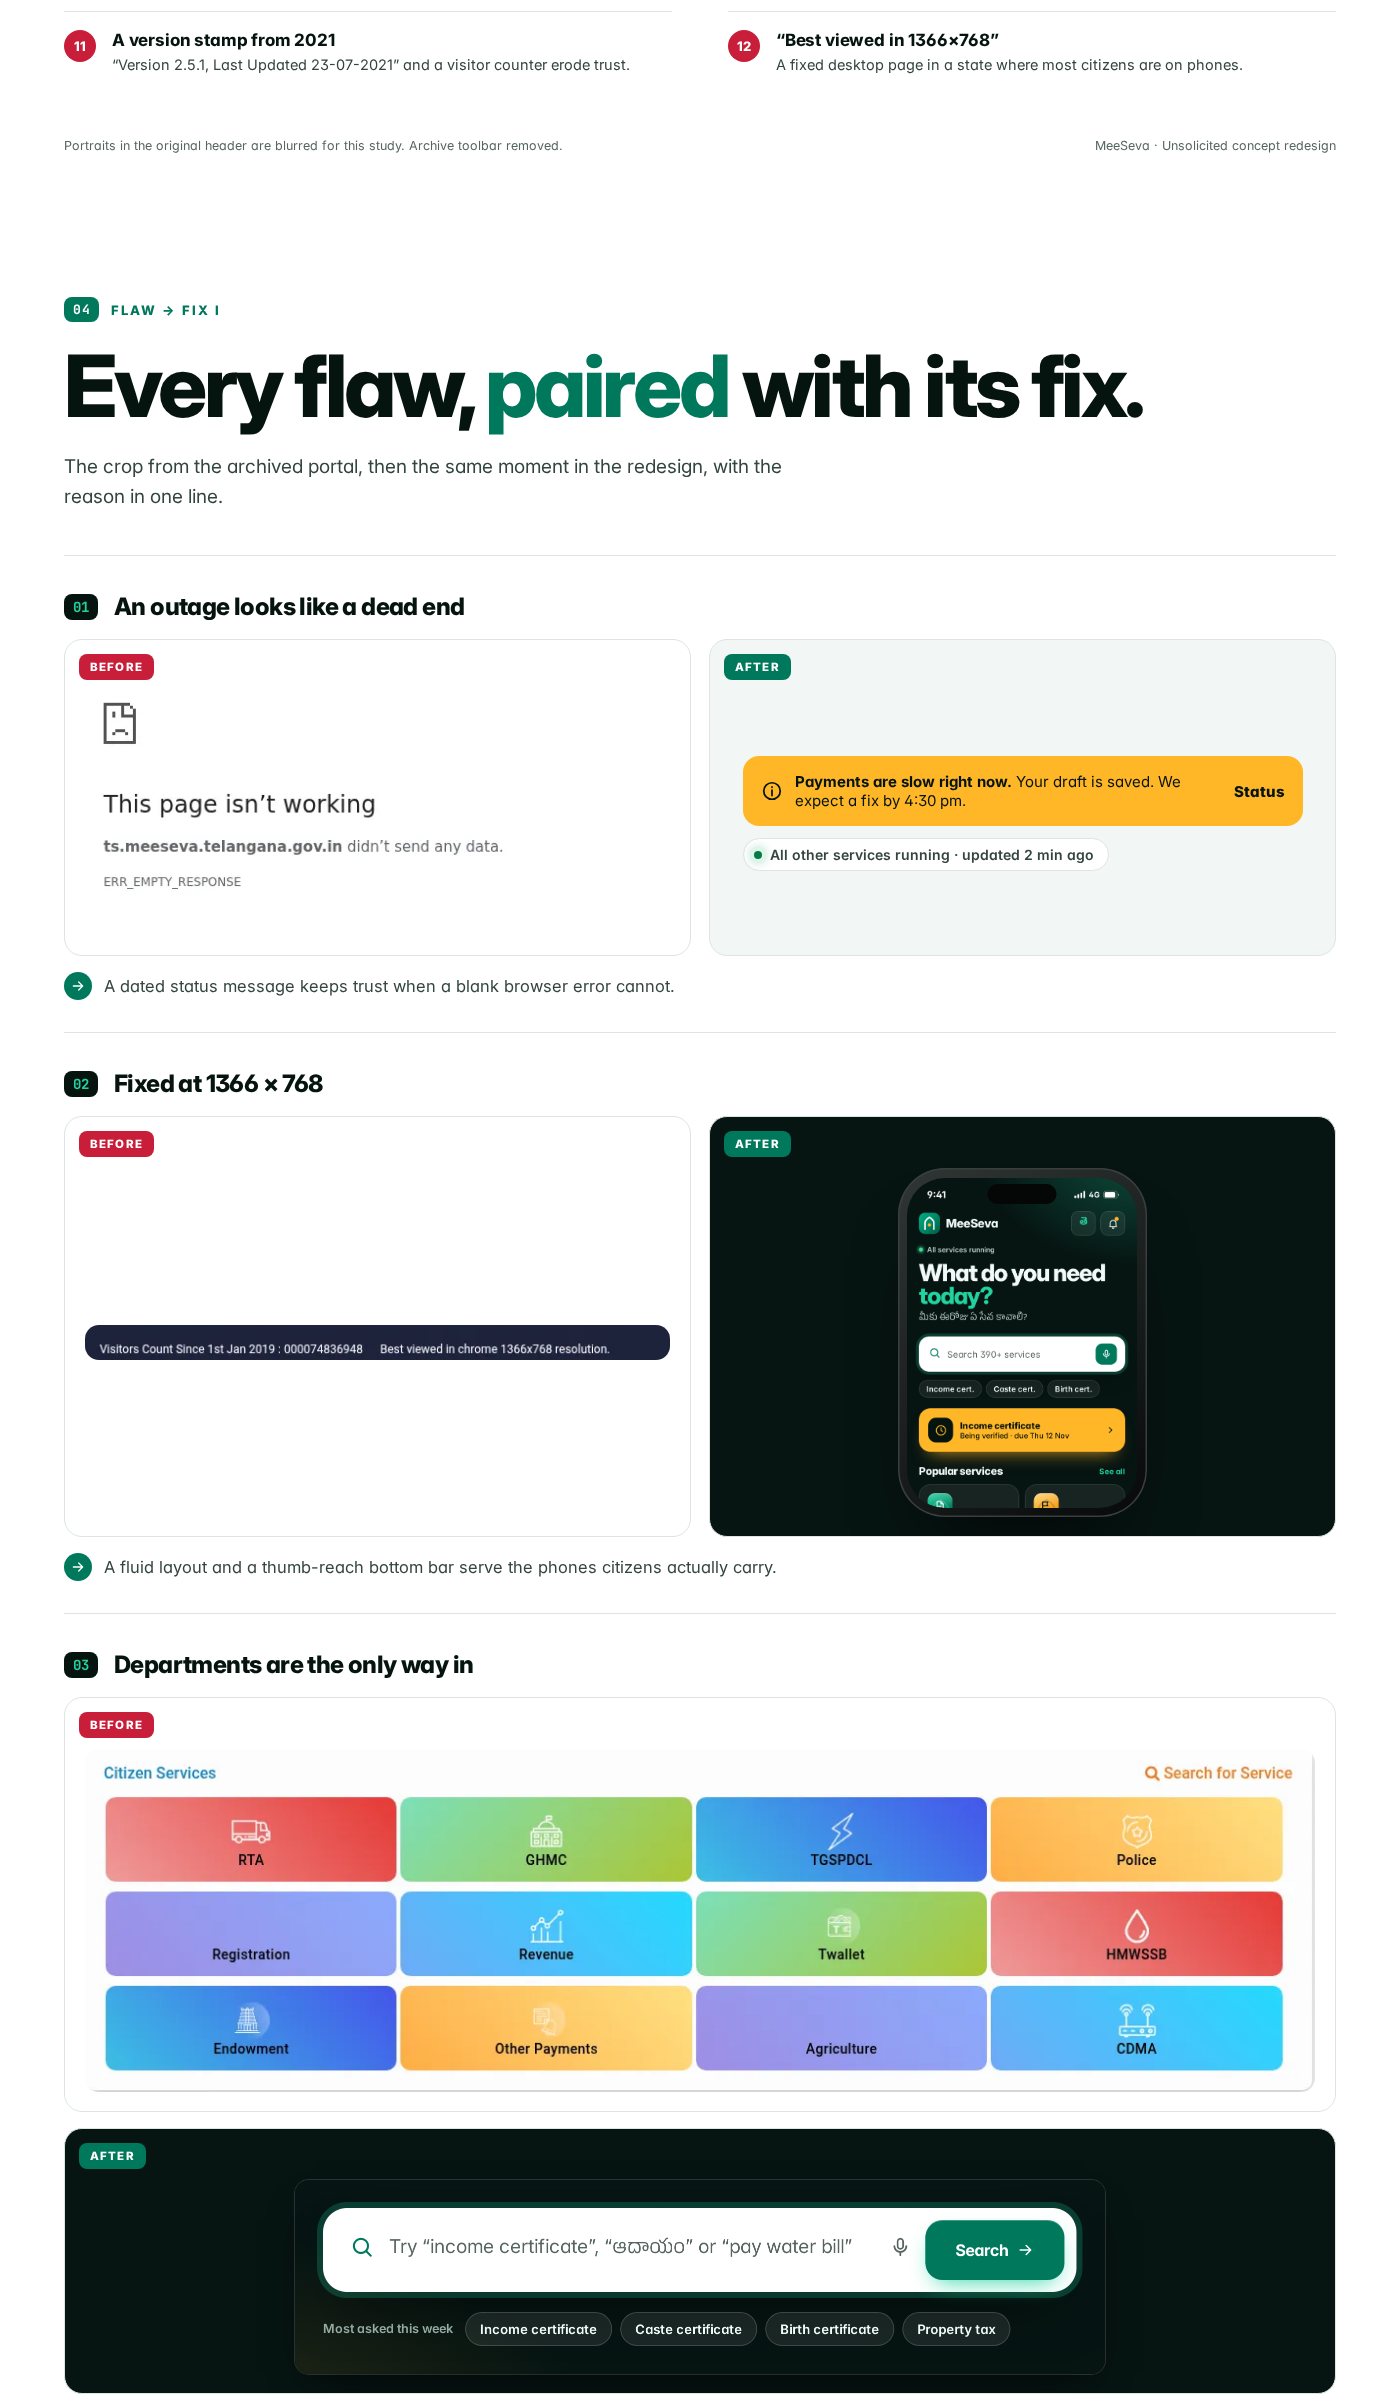 11 A version stamp from 2021
“Version 2.5.1, Last Updated 23-07-2021” and a visitor counter erode trust.
12 “Best viewed in 1366×768”
A fixed desktop page in a state where most citizens are on phones.
Portraits in the original header are blurred for this study. Archive toolbar removed.
MeeSeva · Unsolicited concept redesign
04 FLAW → FIX I
Every flaw, paired with its fix.
The crop from the archived portal, then the same moment in the redesign, with the
reason in one line.
01 An outage looks like a dead end
BEFORE
This page isn’t working
ts.meeseva.telangana.gov.in didn’t send any data.
ERR_EMPTY_RESPONSE
AFTER
Payments are slow right now. Your draft is saved. We
expect a fix by 4:30 pm.
Status
All other services running · updated 2 min ago
→ A dated status message keeps trust when a blank browser error cannot.
02 Fixed at 1366 × 768
BEFORE
Visitors Count Since 1st Jan 2019 : 000074836948 Best viewed in chrome 1366x768 resolution.
AFTER
9:41 4G
MeeSeva తె
All services running
What do you need
today?
మీకు ఈరోజు ఏ సేవ కావాలి?
Search 390+ services
Income cert. Caste cert. Birth cert.
Income certificate
Being verified · due Thu 12 Nov
Popular services See all
→ A fluid layout and a thumb-reach bottom bar serve the phones citizens actually carry.
03 Departments are the only way in
BEFORE
Citizen Services Search for Service
RTA GHMC TGSPDCL Police
Registration Revenue Twallet HMWSSB
Endowment Other Payments Agriculture CDMA
AFTER
Try “income certificate”, “ఆదాయం” or “pay water bill” Search →
Most asked this week Income certificate Caste certificate Birth certificate Property tax